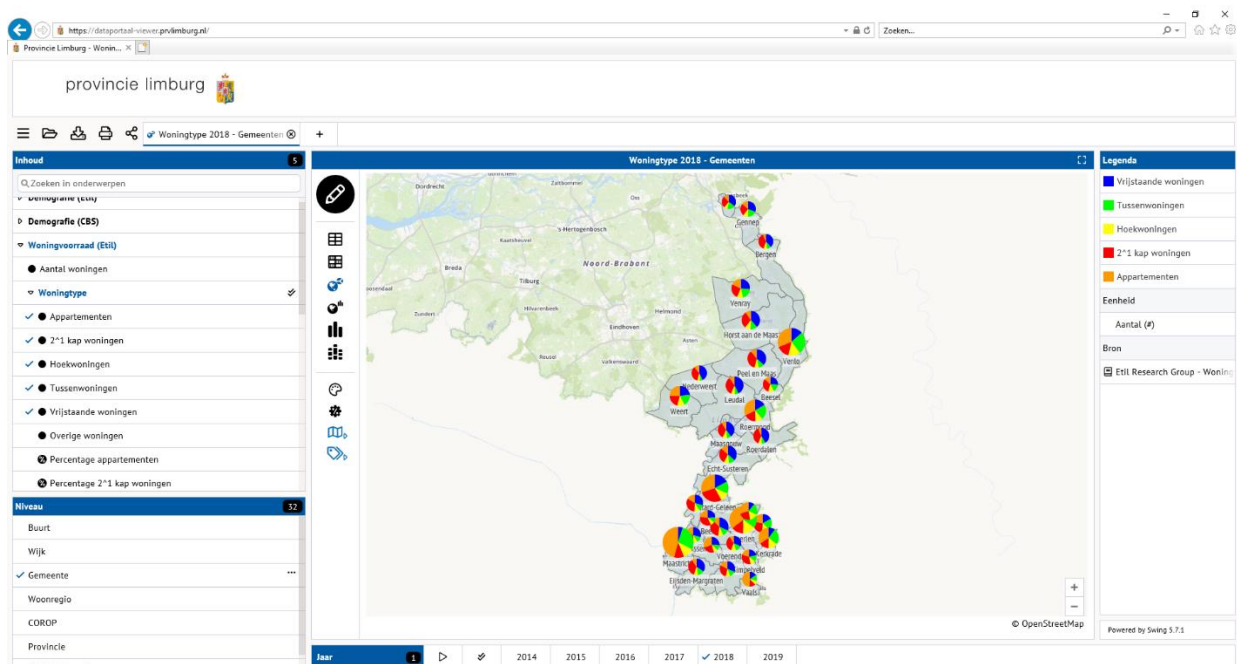 https://dataportaal-viewer.prvlimburg.nl/
Zoeken...
Provincie Limburg - Wonin...
provincie limburg
Woningtype 2018 - Gemeenten
+
Inhoud
5
Woningtype 2018 - Gemeenten
Legenda
Zoeken in onderwerpen
Demografie (Etil)
Demografie (CBS)
Woningvoorraad (Etil)
Aantal woningen
Woningtype
Appartementen
2^1 kap woningen
Hoekwoningen
Tussenwoningen
Vrijstaande woningen
Overige woningen
Percentage appartementen
Percentage 2^1 kap woningen
Niveau
32
Buurt
Wijk
Gemeente
...
Woonregio
COROP
Provincie
Dordrecht
Zaltbommel
Oss
's-Hertogenbosch
Kaatsheuvel
Noord-Brabant
Breda
Tilburg
Zundert
Hilvarenbeek
Helmond
Eindhoven
Asten
Reusel
Valkenswaard
Gennep
Bergen
Venray
Horst aan de Maas
Venlo
Peel en Maas
Nederweert
Leudal
Beesel
Weert
Roermond
Maasgouw
Roerdalen
Echt-Susteren
Kerkrade
Maastricht
Eijsden-Margraten
Vaals
+
−
© OpenStreetMap
Vrijstaande woningen
Tussenwoningen
Hoekwoningen
2^1 kap woningen
Appartementen
Eenheid
Aantal (#)
Bron
Etil Research Group - Woning
Powered by Swing 5.7.1
Jaar
1
2014
2015
2016
2017
2018
2019